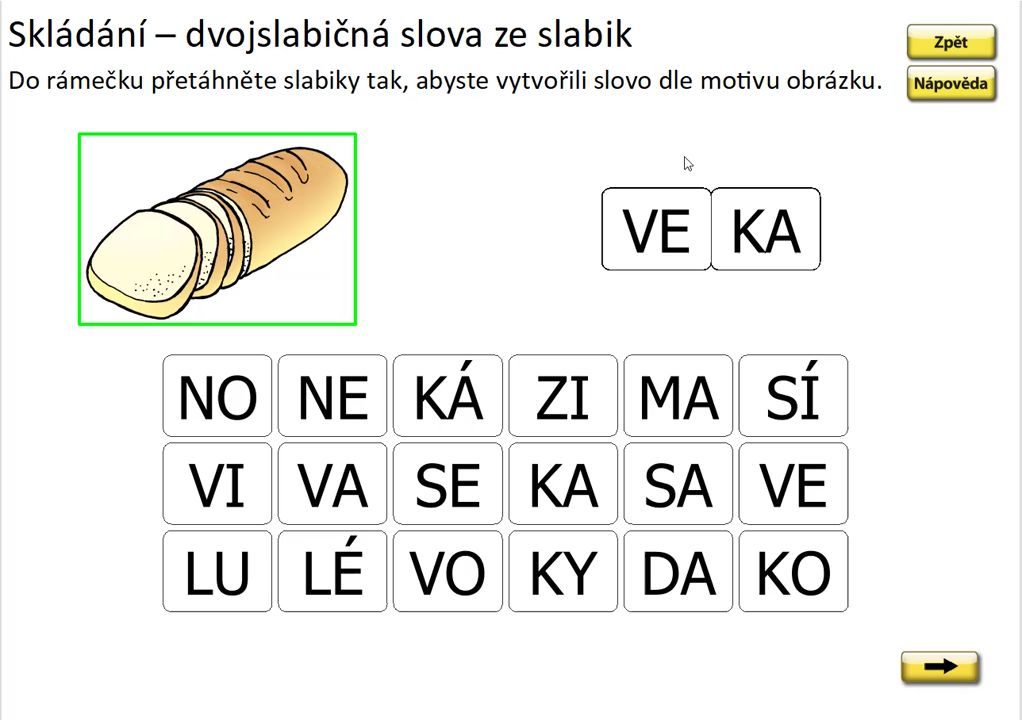 Skládání – dvojslabičná slova ze slabik
Zpět
Do rámečku přetáhněte slabiky tak, abyste vytvořili slovo dle motivu obrázku.
Nápověda
VE KA
NO NE KÁ ZI MA SÍ
VI VA SE KA SA VE
LU LÉ VO KY DA KO